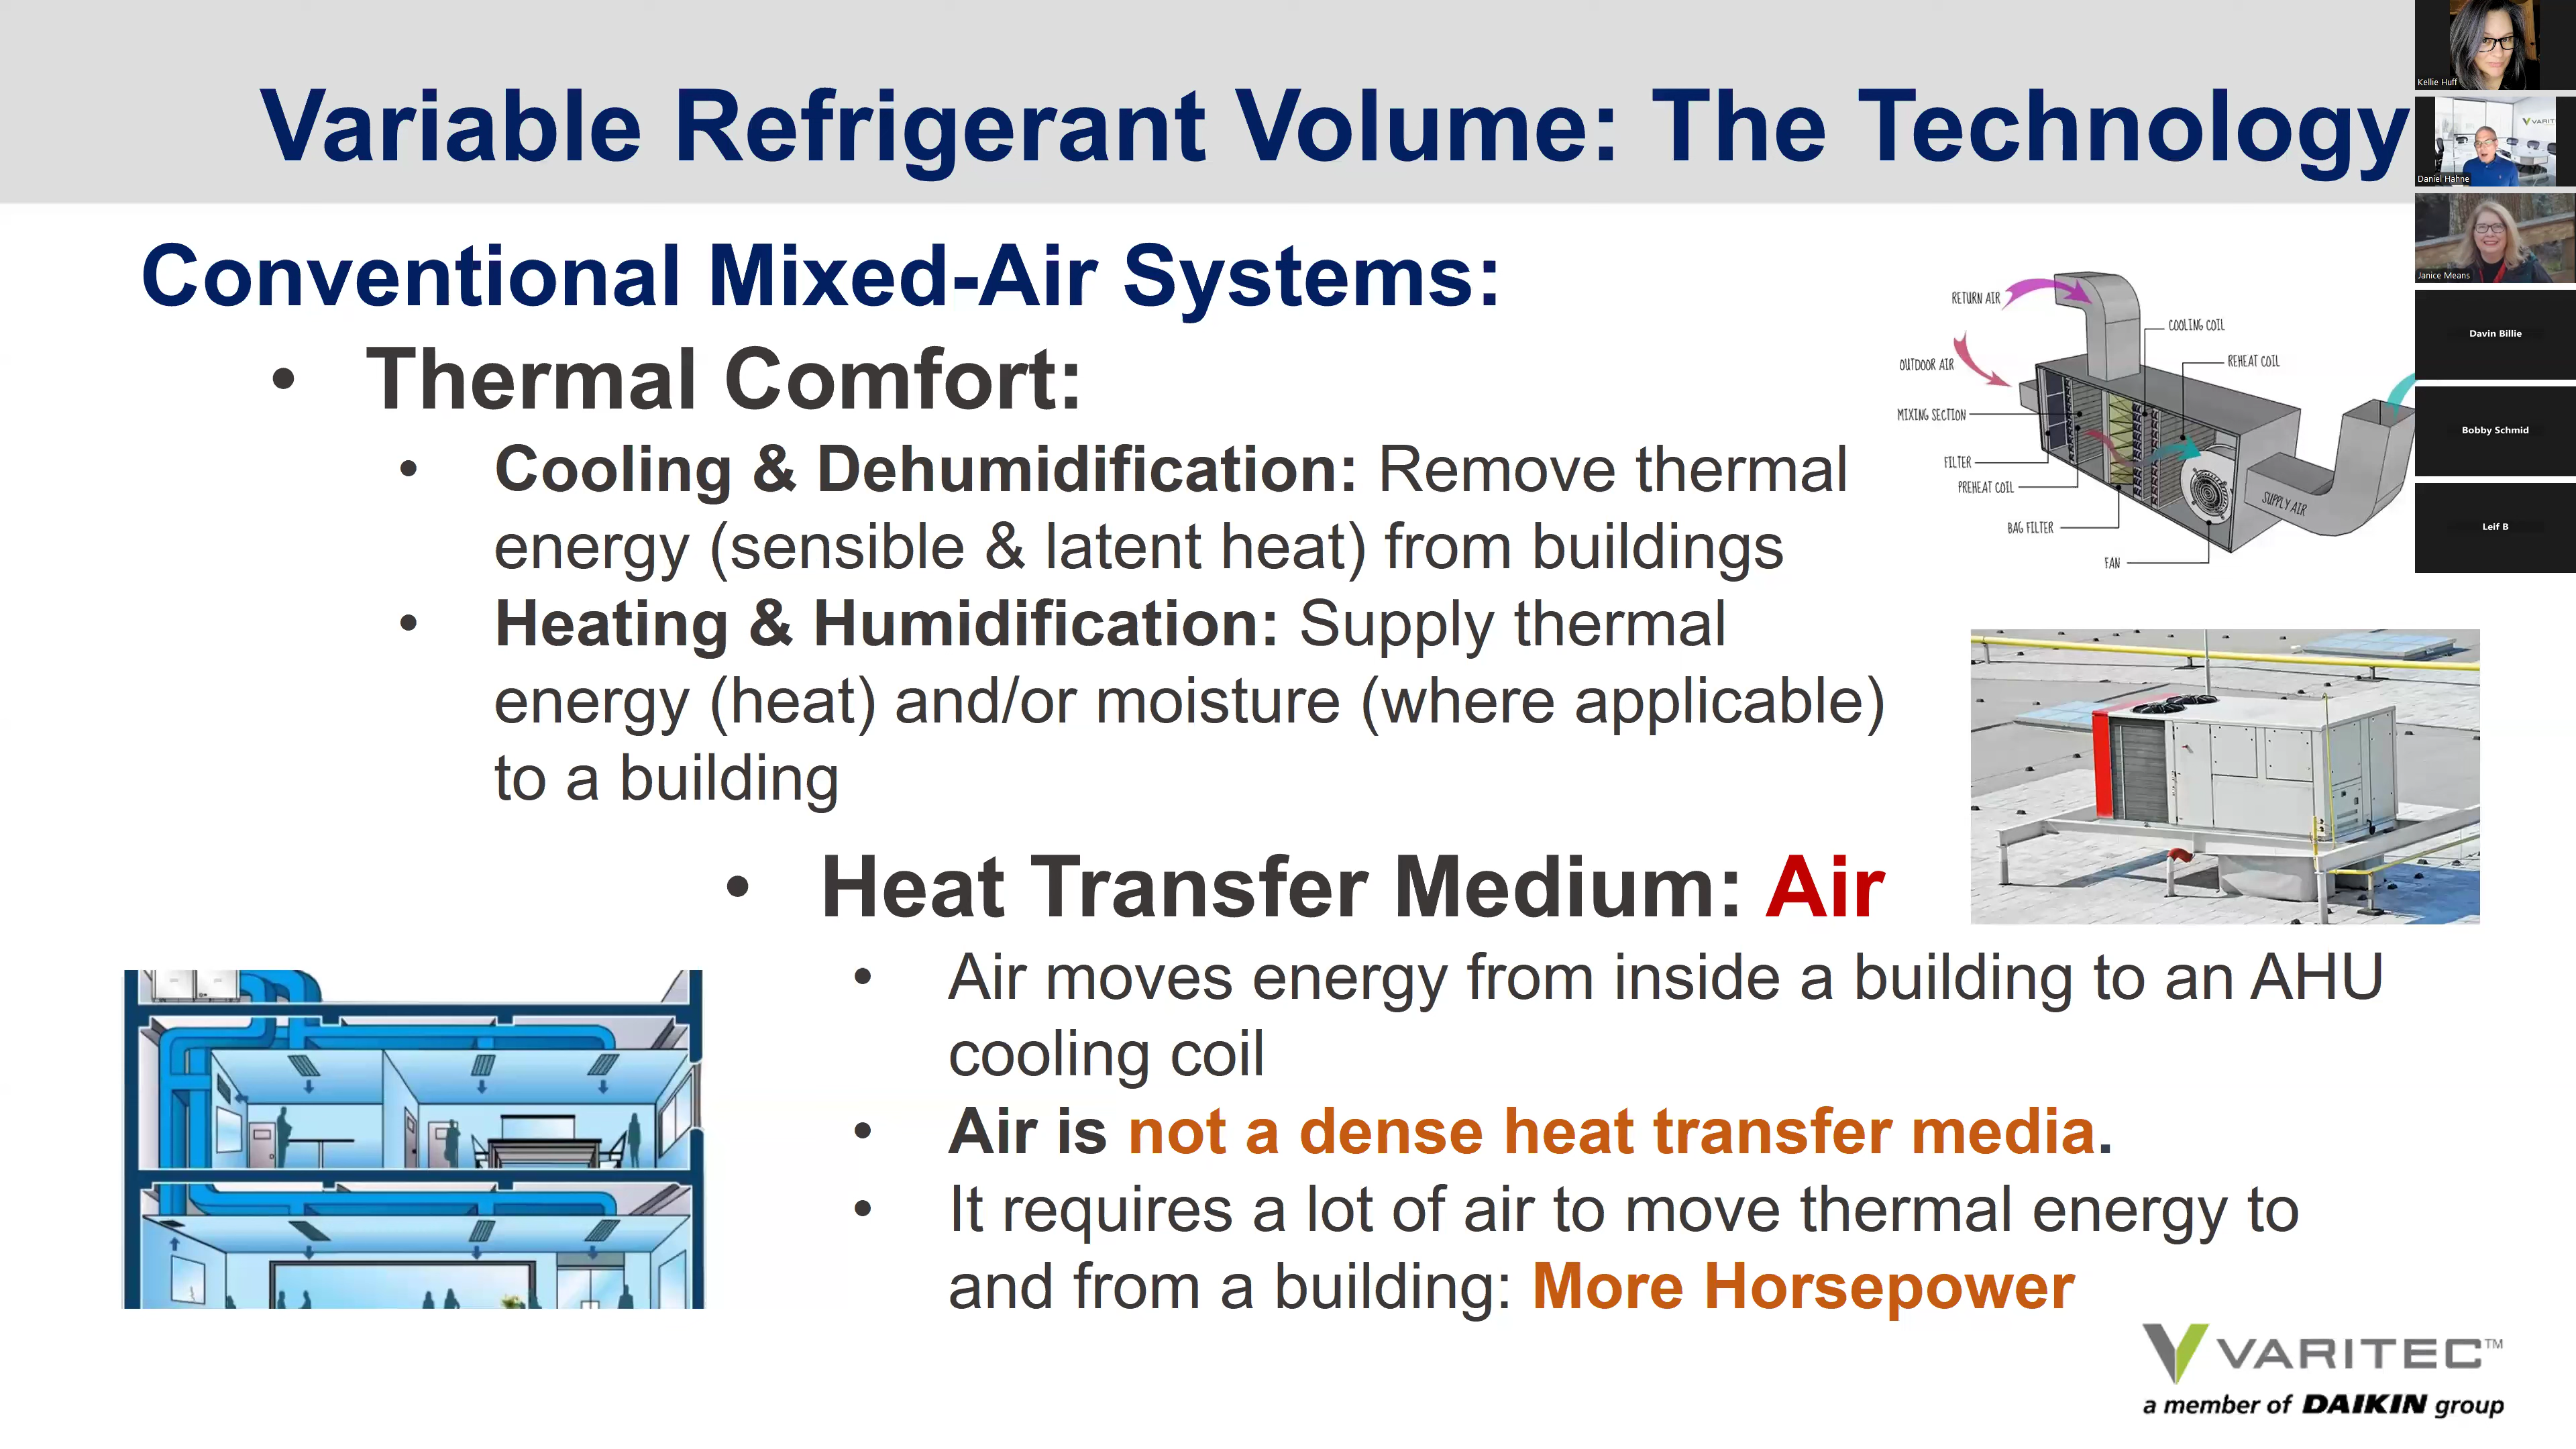 Variable Refrigerant Volume: The Technology
Conventional Mixed-Air Systems:
• Thermal Comfort:
• Cooling & Dehumidification: Remove thermal
energy (sensible & latent heat) from buildings
• Heating & Humidification: Supply thermal
energy (heat) and/or moisture (where applicable)
to a building
• Heat Transfer Medium: Air
• Air moves energy from inside a building to an AHU
cooling coil
• Air is not a dense heat transfer media.
• It requires a lot of air to move thermal energy to
and from a building: More Horsepower
RETURN AIR
COOLING COIL
OUTDOOR AIR
REHEAT COIL
MIXING SECTION
FILTER
PREHEAT COIL
SUPPLY AIR
BAG FILTER
FAN
Kellie Huff
VARIT
Daniel Hahne
Janice Means
Davin Billie
Bobby Schmid
Leif B
VARITEC™
a member of DAIKIN group